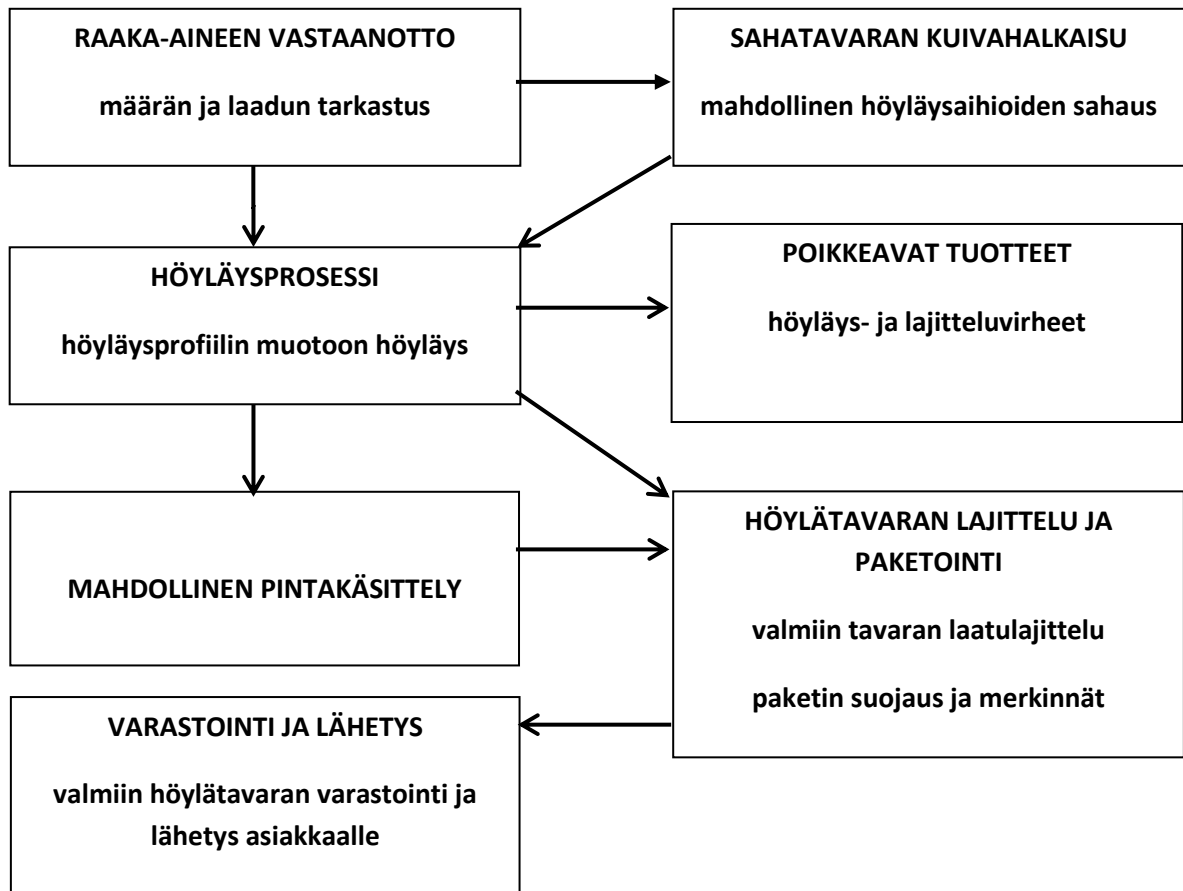 RAAKA-AINEEN VASTAANOTTO
määrän ja laadun tarkastus
SAHATAVARAN KUIVAHALKAISU
mahdollinen höyläysaihioiden sahaus
HÖYLÄYSPROSESSI
höyläysprofiilin muotoon höyläys
POIKKEAVAT TUOTTEET
höyläys- ja lajitteluvirheet
MAHDOLLINEN PINTAKÄSITTELY
HÖYLÄTAVARAN LAJITTELU JA
PAKETOINTI
valmiin tavaran laatulajittelu
paketin suojaus ja merkinnät
VARASTOINTI JA LÄHETYS
valmiin höylätavaran varastointi ja
lähetys asiakkaalle